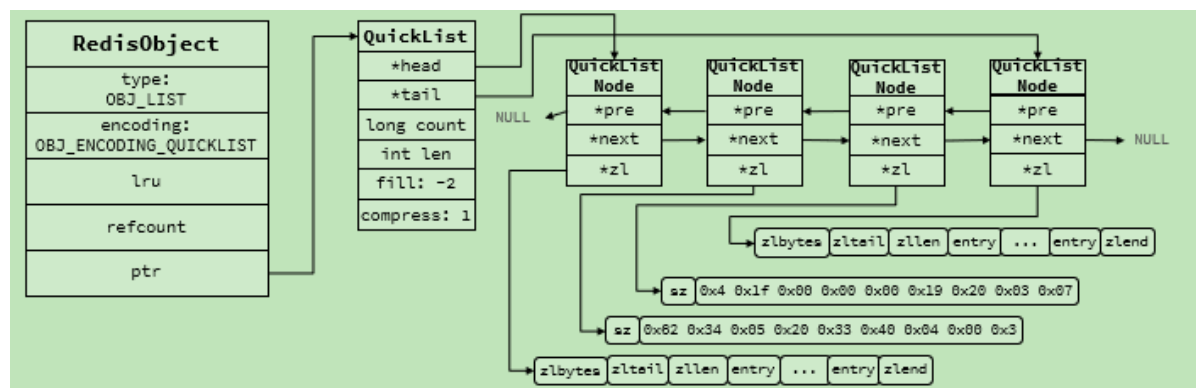 RedisObject
type:
OBJ_LIST
encoding:
OBJ_ENCODING_QUICKLIST
lru
refcount
ptr
QuickList
*head
*tail
long count
int len
fill: -2
compress: 1
NULL
QuickList
Node
*pre
*next
*zl
QuickList
Node
*pre
*next
*zl
QuickList
Node
*pre
*next
*zl
QuickList
Node
*pre
*next
*zl
NULL
zlbytes zltail zllen entry ... entry zlend
sz 0x4 0x1f 0x00 0x00 0x00 0x19 0x20 0x03 0x07
sz 0x62 0x34 0x05 0x20 0x33 0x40 0x04 0x00 0x3
zlbytes zltail zllen entry ... entry zlend